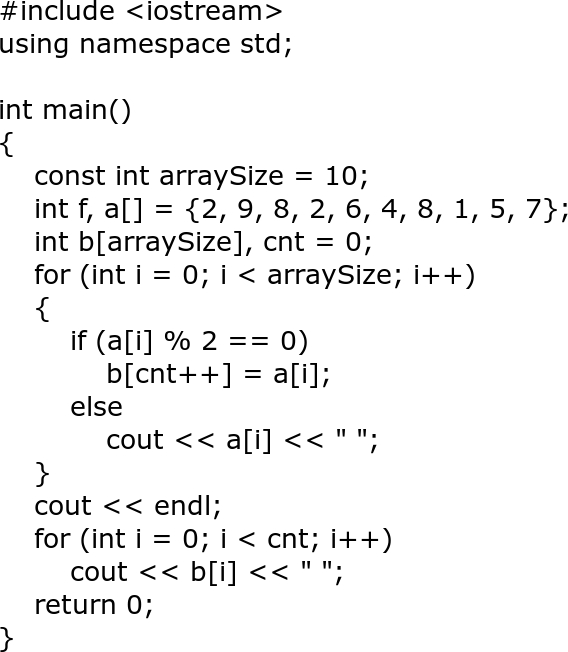 #include <iostream>
using namespace std;

int main()
{
    const int arraySize = 10;
    int f, a[] = {2, 9, 8, 2, 6, 4, 8, 1, 5, 7};
    int b[arraySize], cnt = 0;
    for (int i = 0; i < arraySize; i++)
    {
        if (a[i] % 2 == 0)
            b[cnt++] = a[i];
        else
            cout << a[i] << " ";
    }
    cout << endl;
    for (int i = 0; i < cnt; i++)
        cout << b[i] << " ";
    return 0;
}